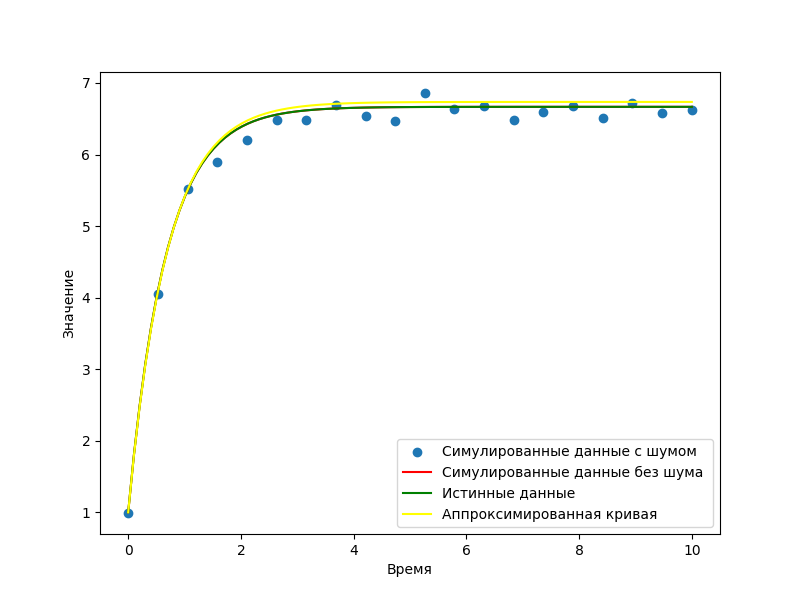 7
6
5
4
3
2
1
Значение
0
2
4
6
8
10
Время
Симулированные данные с шумом
Симулированные данные без шума
Истинные данные
Аппроксимированная кривая